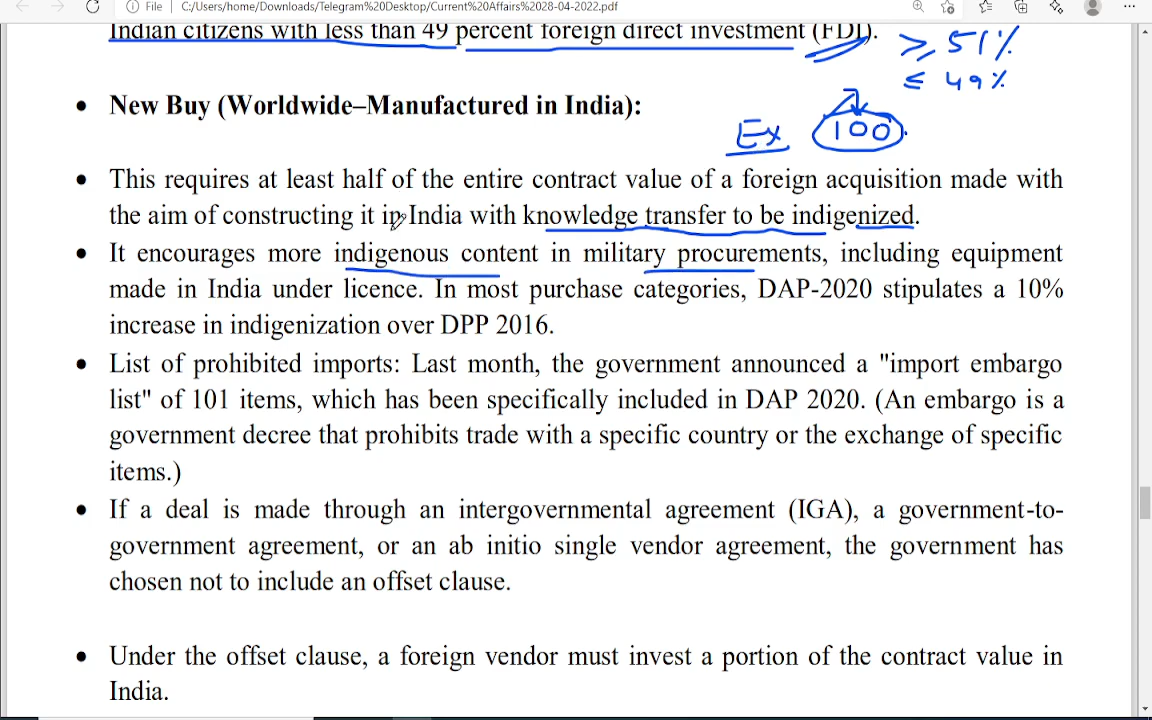 File
C:/Users/home/Downloads/Telegram%20Desktop/Current%20Affairs%2028-04-2022.pdf
Indian citizens with less than 49 percent foreign direct investment (FDI).
≥ 51%
≤ 49%
• New Buy (Worldwide–Manufactured in India):
Ex 100
• This requires at least half of the entire contract value of a foreign acquisition made with
the aim of constructing it in India with knowledge transfer to be indigenized.
• It encourages more indigenous content in military procurements, including equipment
made in India under licence. In most purchase categories, DAP-2020 stipulates a 10%
increase in indigenization over DPP 2016.
• List of prohibited imports: Last month, the government announced a "import embargo
list" of 101 items, which has been specifically included in DAP 2020. (An embargo is a
government decree that prohibits trade with a specific country or the exchange of specific
items.)
• If a deal is made through an intergovernmental agreement (IGA), a government-to-
government agreement, or an ab initio single vendor agreement, the government has
chosen not to include an offset clause.
• Under the offset clause, a foreign vendor must invest a portion of the contract value in
India.